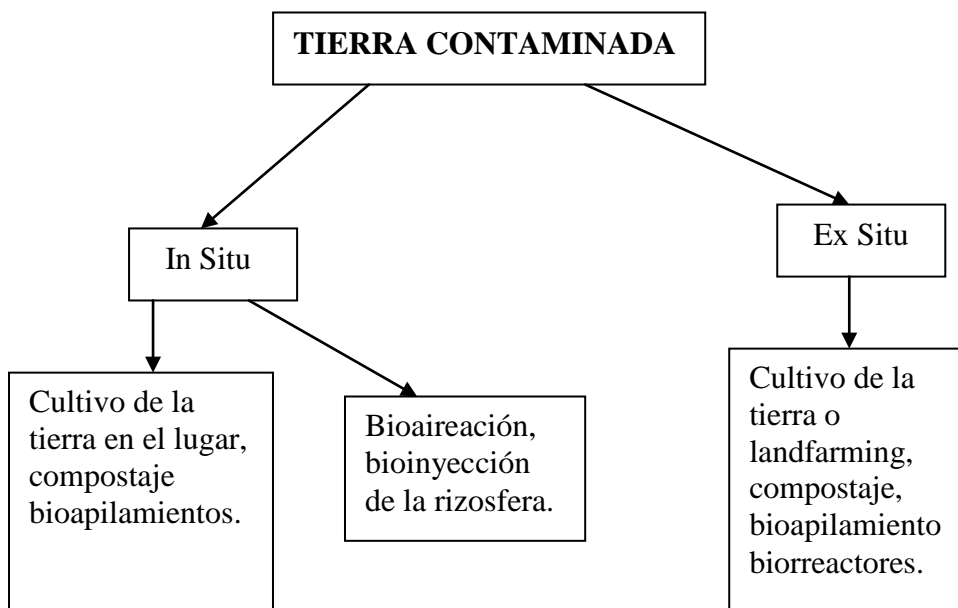 TIERRA CONTAMINADA
In Situ
Ex Situ
Cultivo de la
tierra en el lugar,
compostaje
bioapilamientos.
Bioaireación,
bioinyección
de la rizosfera.
Cultivo de la
tierra o
landfarming,
compostaje,
bioapilamiento
biorreactores.